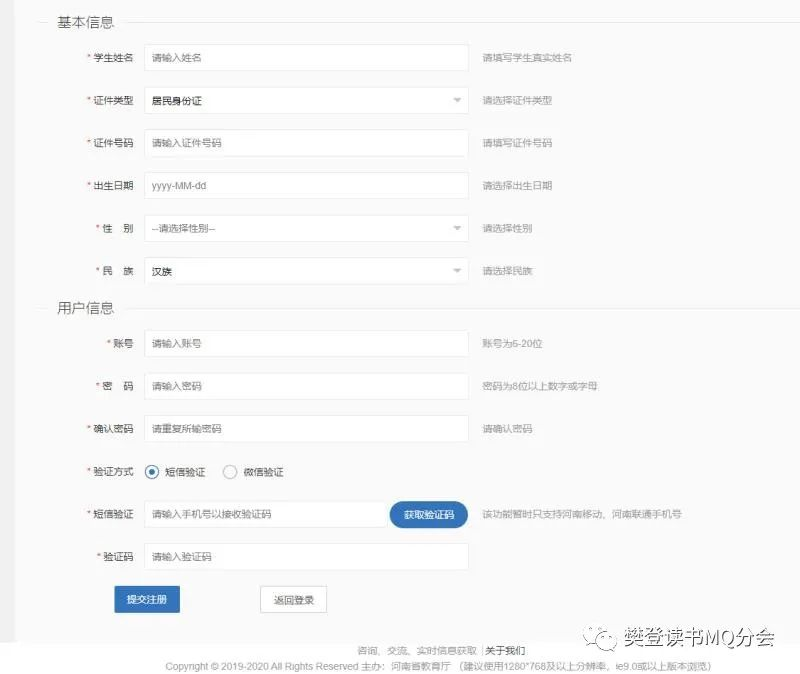 基本信息
* 学生姓名 请输入姓名 请填写学生真实姓名
* 证件类型 居民身份证 请选择证件类型
* 证件号码 请输入证件号码 请填写证件号码
* 出生日期 yyyy-MM-dd 请选择出生日期
* 性 别 --请选择性别-- 请选择性别
* 民 族 汉族 请选择民族
用户信息
* 账号 请输入账号 账号为6-20位
* 密 码 请输入密码 密码为8位以上数字或字母
* 确认密码 请重复所输密码 请确认密码
* 验证方式 短信验证 微信验证
* 短信验证 请输入手机号以接收验证码 获取验证码 该功能暂时只支持河南移动、河南联通手机号
* 验证码 请输入验证码
提交注册 返回登录
樊登读书MQ分会
咨询、交流、实时信息获取 | 关于我们
Copyright © 2019-2020 All Rights Reserved 主办：河南省教育厅 （建议使用1280*768及以上分辨率，ie9.0或以上版本浏览）